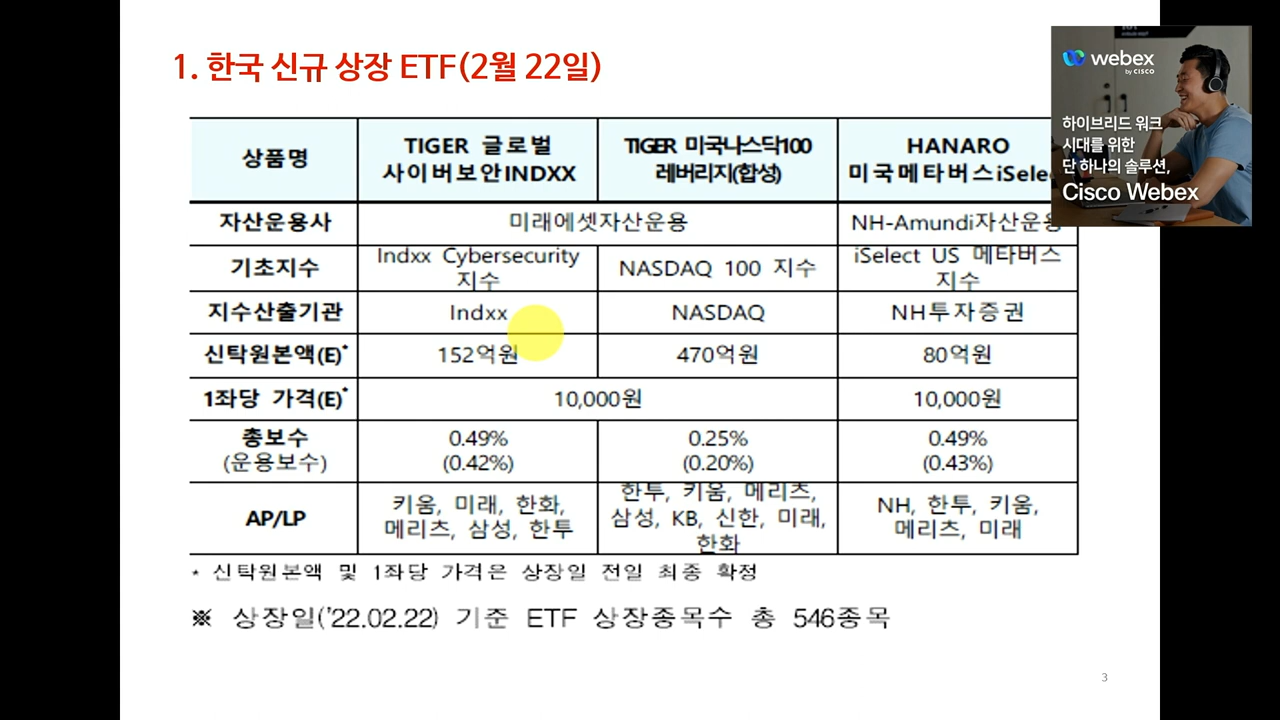 1. 한국 신규 상장 ETF(2월 22일)
webex
by CISCO
하이브리드 워크
시대를 위한
단 하나의 솔루션,
Cisco Webex
상품명
TIGER 글로벌
사이버보안INDXX
TIGER 미국나스닥100
레버리지(합성)
HANARO
미국메타버스iSelec
자산운용사
미래에셋자산운용
NH-Amundi자산운용
기초지수
Indxx Cybersecurity
지수
NASDAQ 100 지수
iSelect US 메타버스
지수
지수산출기관
Indxx
NASDAQ
NH투자증권
신탁원본액(E)*
152억원
470억원
80억원
1좌당 가격(E)*
10,000원
10,000원
총보수
(운용보수)
0.49%
(0.42%)
0.25%
(0.20%)
0.49%
(0.43%)
AP/LP
키움, 미래, 한화,
메리츠, 삼성, 한투
한투, 키움, 메리츠,
삼성, KB, 신한, 미래,
한화
NH, 한투, 키움,
메리츠, 미래
* 신탁원본액 및 1좌당 가격은 상장일 전일 최종 확정
※ 상장일('22.02.22) 기준 ETF 상장종목수 총 546종목
3